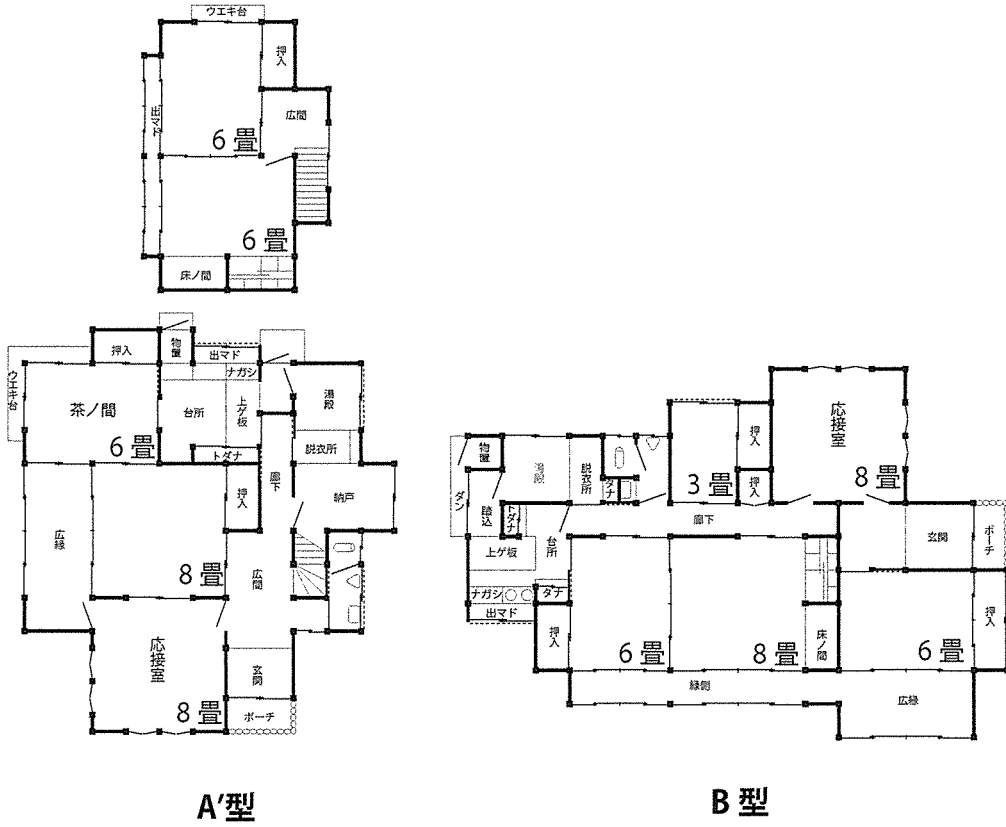 ウエキ台
押入
広間
出マド
6 畳
6 畳
床ノ間
押入
物置
出マド
ナガシ
ウエキ台
茶ノ間
6 畳
台所
上ゲ板
湯殿
トダナ
脱衣所
廊下
押入
納戸
広縁
8 畳
広間
応接室
8 畳
玄関
ポーチ
A′型
応接室
8 畳
押入
押入
3 畳
物置
湯殿
脱衣所
タナ
ダン
踏込
トダナ
台所
廊下
玄関
ポーチ
上ゲ板
ナガシ
タナ
出マド
押入
6 畳
8 畳
床ノ間
6 畳
押入
縁側
広縁
B 型